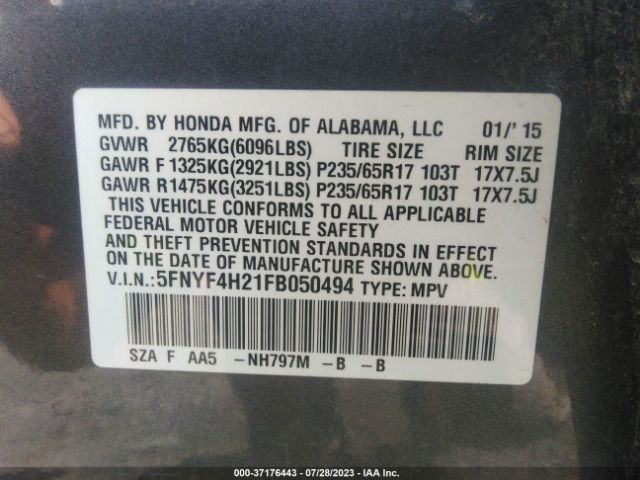 MFD. BY HONDA MFG. OF ALABAMA, LLC 01/'15
GVWR 2765KG(6096LBS) TIRE SIZE RIM SIZE
GAWR F 1325KG(2921LBS) P235/65R17 103T 17X7.5J
GAWR R1475KG(3251LBS) P235/65R17 103T 17X7.5J
THIS VEHICLE CONFORMS TO ALL APPLICABLE
FEDERAL MOTOR VEHICLE SAFETY
AND THEFT PREVENTION STANDARDS IN EFFECT
ON THE DATE OF MANUFACTURE SHOWN ABOVE.
V.I.N.:5FNYF4H21FB050494 TYPE: MPV
SZA F AA5 -NH797M -B -B
000-37176443 - 07/28/2023 - IAA Inc.